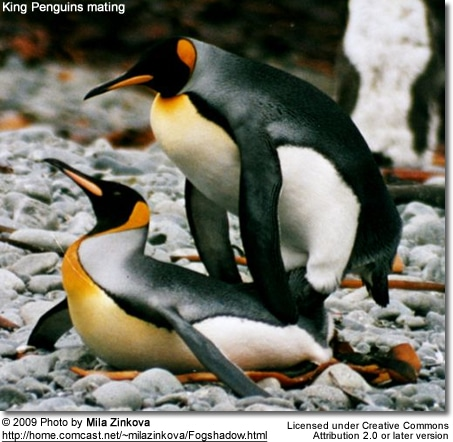 King Penguins mating
© 2009 Photo by Mila Zinkova
http://home.comcast.net/~milazinkova/Fogshadow.html
Licensed under Creative Commons
Attribution 2.0 or later version